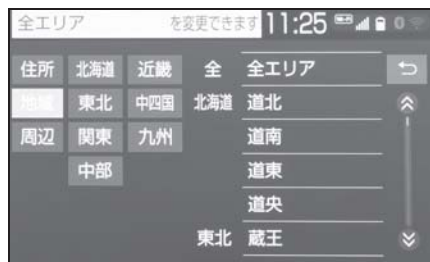 全エリア を変更できます 11:25 0
住所 北海道 近畿 全 全エリア
地域 東北 中四国 北海道 道北
周辺 関東 九州 道南
中部 道東
道央
東北 蔵王